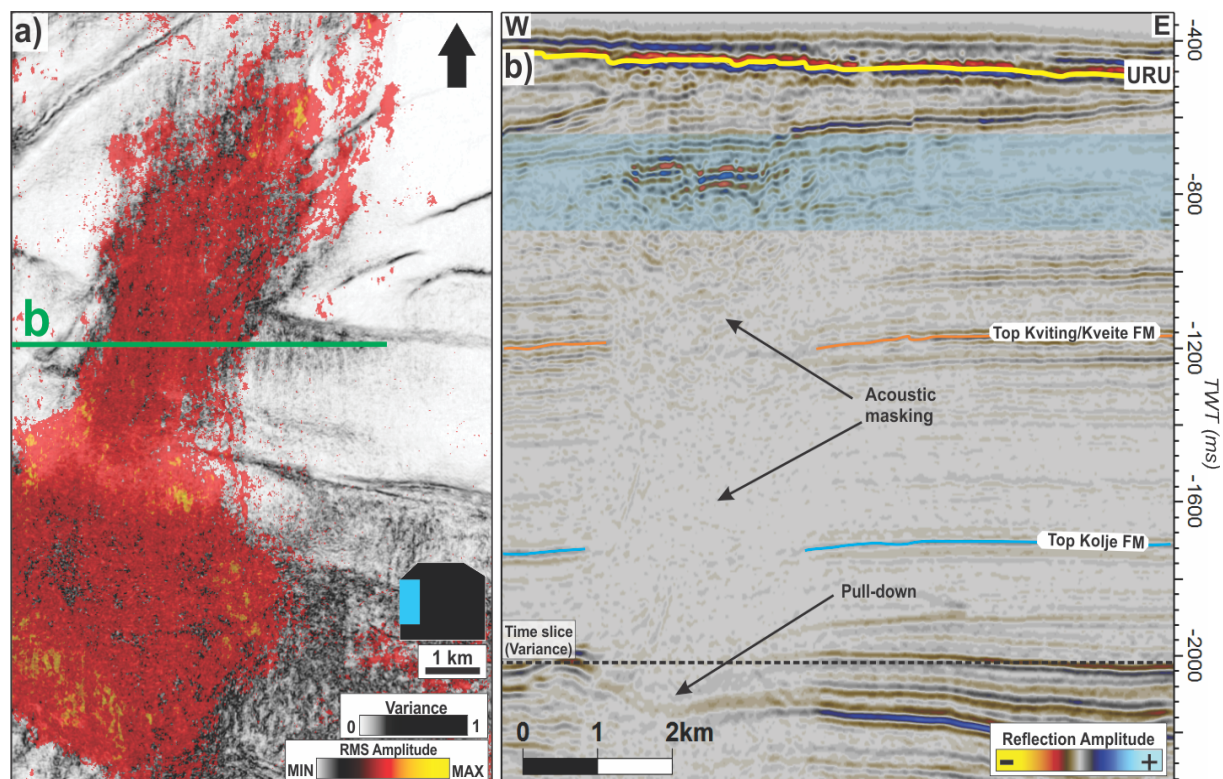 a)
b
1 km
Variance
0 1
RMS Amplitude
MIN MAX
W E
b)
URU
-400
-800
Top Kviting/Kveite FM
-1200
Acoustic
masking
TWT (ms)
-1600
Top Kolje FM
Pull-down
Time slice
(Variance)
-2000
0 1 2km
Reflection Amplitude
- +